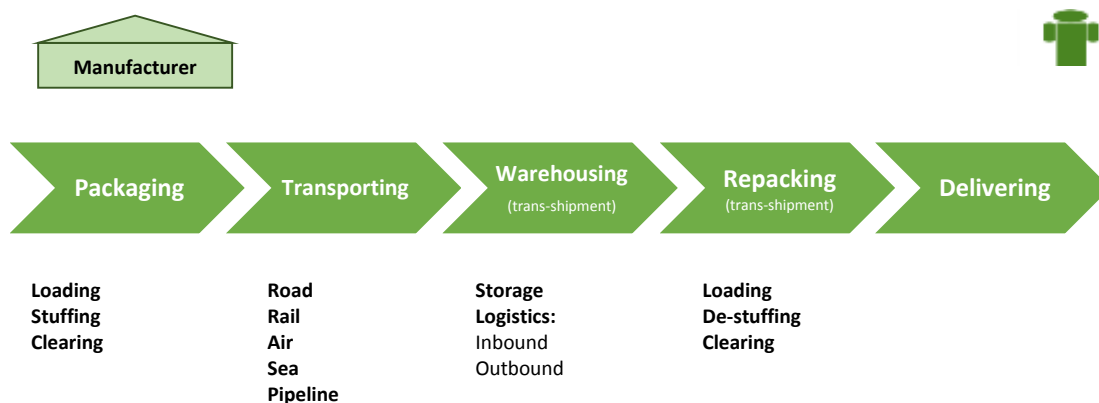 Manufacturer
Packaging
Transporting
Warehousing
(trans-shipment)
Repacking
(trans-shipment)
Delivering
Loading
Stuffing
Clearing
Road
Rail
Air
Sea
Pipeline
Storage
Logistics:
Inbound
Outbound
Loading
De-stuffing
Clearing